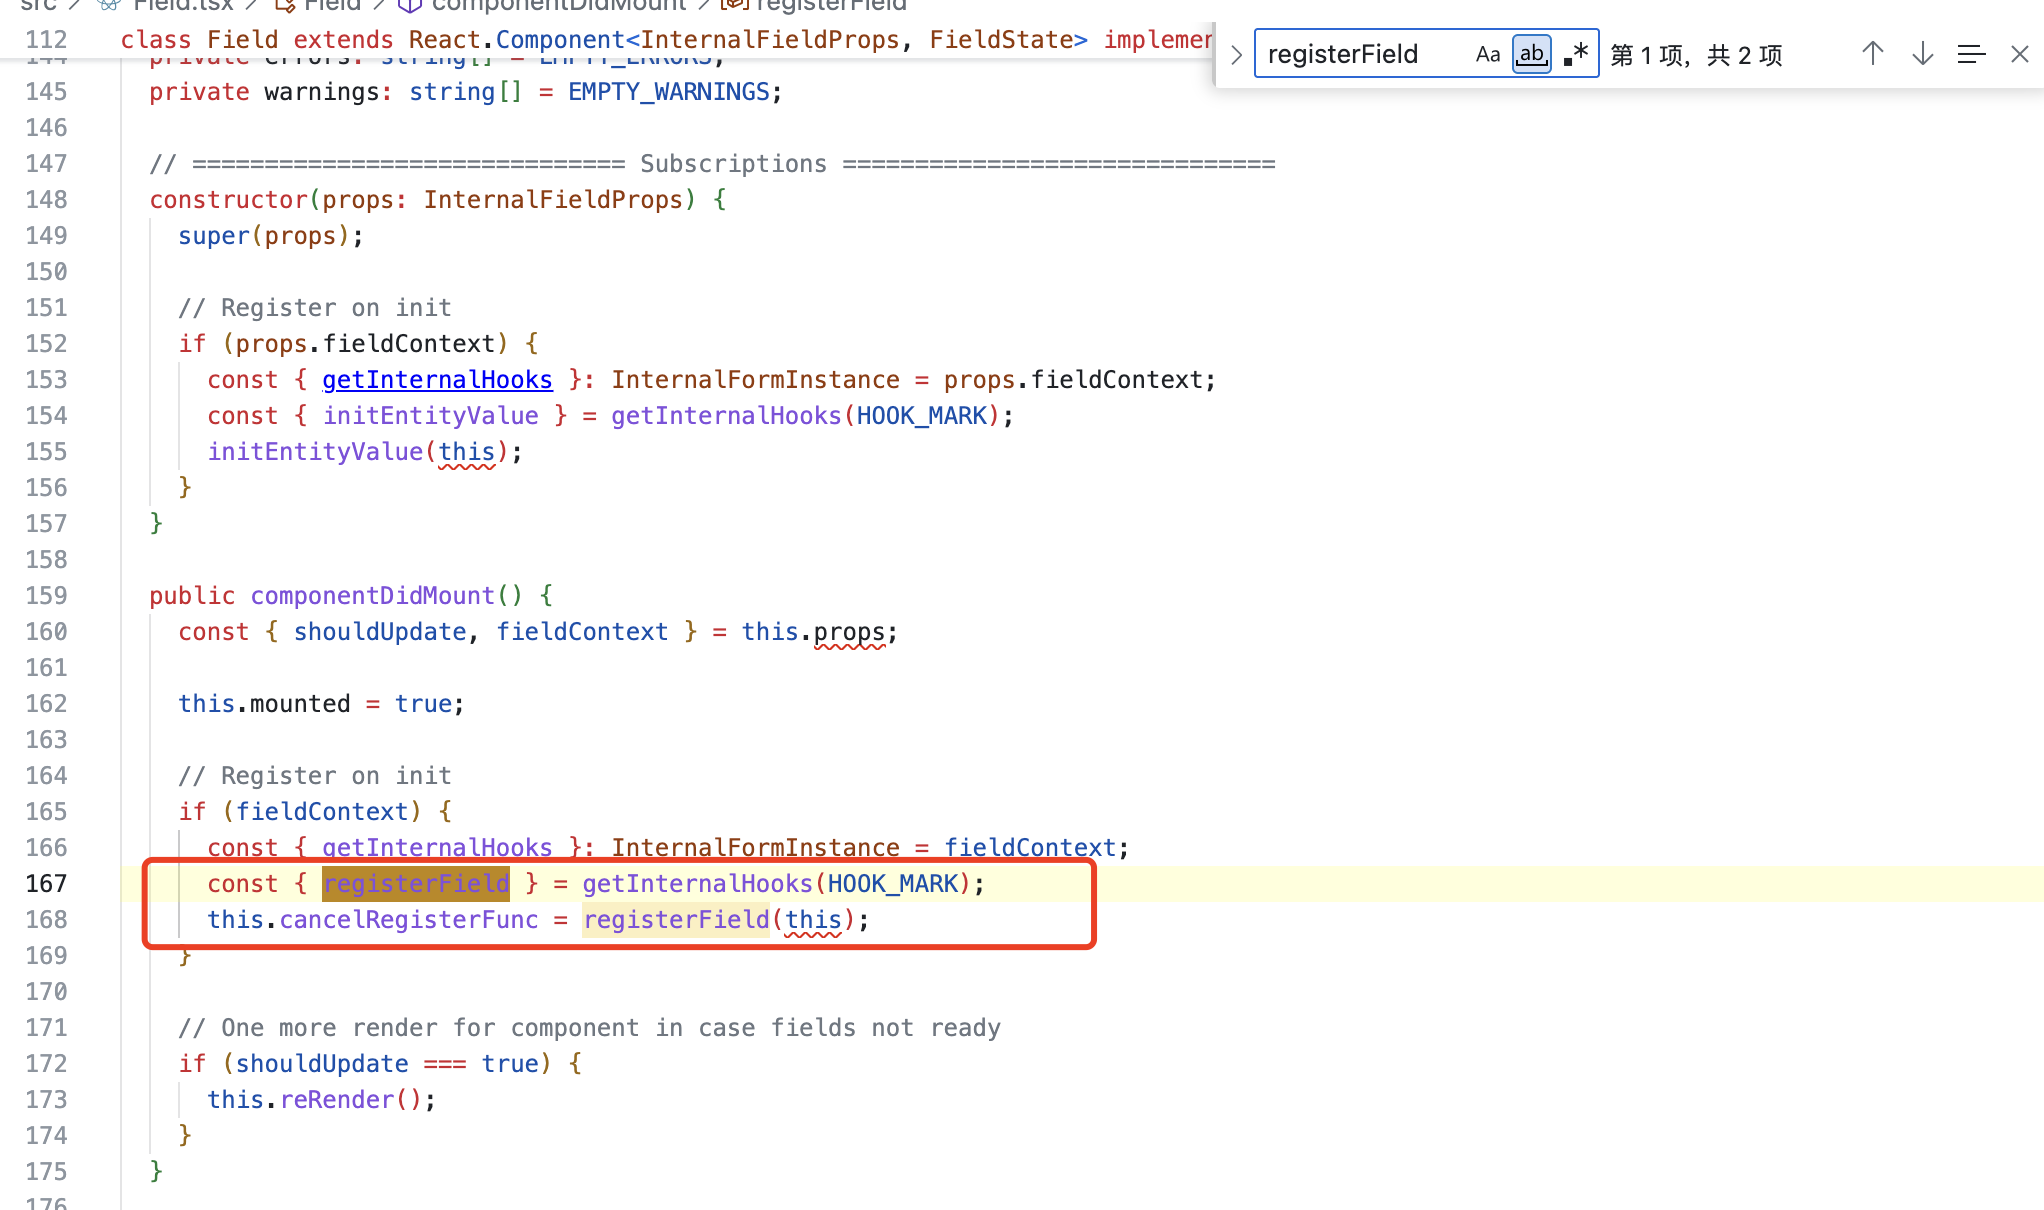 src > Field.tsx > Field > componentDidMount > registerField
112 class Field extends React.Component<InternalFieldProps, FieldState> implemen
registerField Aa ab .* 第 1 项，共 2 项
144 private errors: string[] = EMPTY_ERRORS;
145 private warnings: string[] = EMPTY_WARNINGS;
146
147 // ============================== Subscriptions ==============================
148 constructor(props: InternalFieldProps) {
149 super(props);
150
151 // Register on init
152 if (props.fieldContext) {
153 const { getInternalHooks }: InternalFormInstance = props.fieldContext;
154 const { initEntityValue } = getInternalHooks(HOOK_MARK);
155 initEntityValue(this);
156 }
157 }
158
159 public componentDidMount() {
160 const { shouldUpdate, fieldContext } = this.props;
161
162 this.mounted = true;
163
164 // Register on init
165 if (fieldContext) {
166 const { getInternalHooks }: InternalFormInstance = fieldContext;
167 const { registerField } = getInternalHooks(HOOK_MARK);
168 this.cancelRegisterFunc = registerField(this);
169 }
170
171 // One more render for component in case fields not ready
172 if (shouldUpdate === true) {
173 this.reRender();
174 }
175 }
176